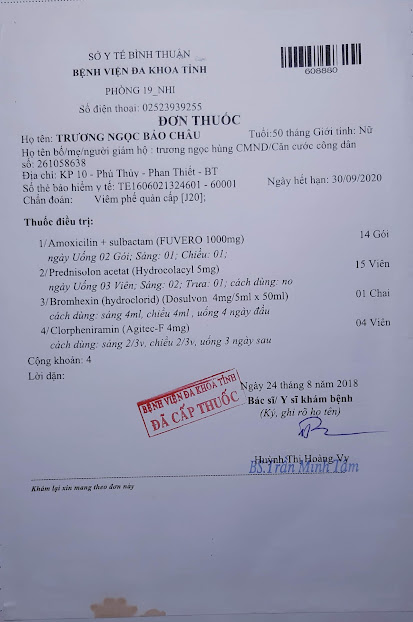 SỞ Y TẾ BÌNH THUẬN
BỆNH VIỆN ĐA KHOA TỈNH
PHÒNG 19_NHI
Số điện thoại: 02523939255
608880
ĐƠN THUỐC
Họ tên: TRƯƠNG NGỌC BẢO CHÂU Tuổi:50 tháng Giới tính: Nữ
Họ tên bố/mẹ/người giám hộ : trương ngọc hùng CMND/Căn cước công dân
số: 261058638
Địa chỉ: KP 10 - Phú Thủy - Phan Thiết - BT
Số thẻ bảo hiểm y tế: TE1606021324601 - 60001 Ngày hết hạn: 30/09/2020
Chẩn đoán: Viêm phế quản cấp [J20];
Thuốc điều trị:
1/ Amoxicilin + sulbactam (FUVERO 1000mg) 14 Gói
ngày Uống 02 Gói; Sáng: 01; Chiều: 01;
2/ Prednisolon acetat (Hydrocolacyl 5mg) 15 Viên
ngày Uống 03 Viên; Sáng: 02; Trưa: 01; cách dùng: no
3/ Bromhexin (hydroclorid) (Dosulvon 4mg/5ml x 50ml) 01 Chai
cách dùng: sáng 4ml, chiều 4ml , uống 4 ngày đầu
4/ Clorpheniramin (Agitec-F 4mg) 04 Viên
cách dùng: sáng 2/3v, chiều 2/3v, uống 3 ngày sau
Cộng khoản: 4
Lời dặn:
Ngày 24 tháng 8 năm 2018
BỆNH VIỆN ĐA KHOA TỈNH
ĐÃ CẤP THUỐC
Bác sĩ/ Y sĩ khám bệnh
(Ký, ghi rõ họ tên)
Huỳnh Thị Hoàng Vy
BS.Trần Minh Tâm
Khám lại xin mang theo đơn này